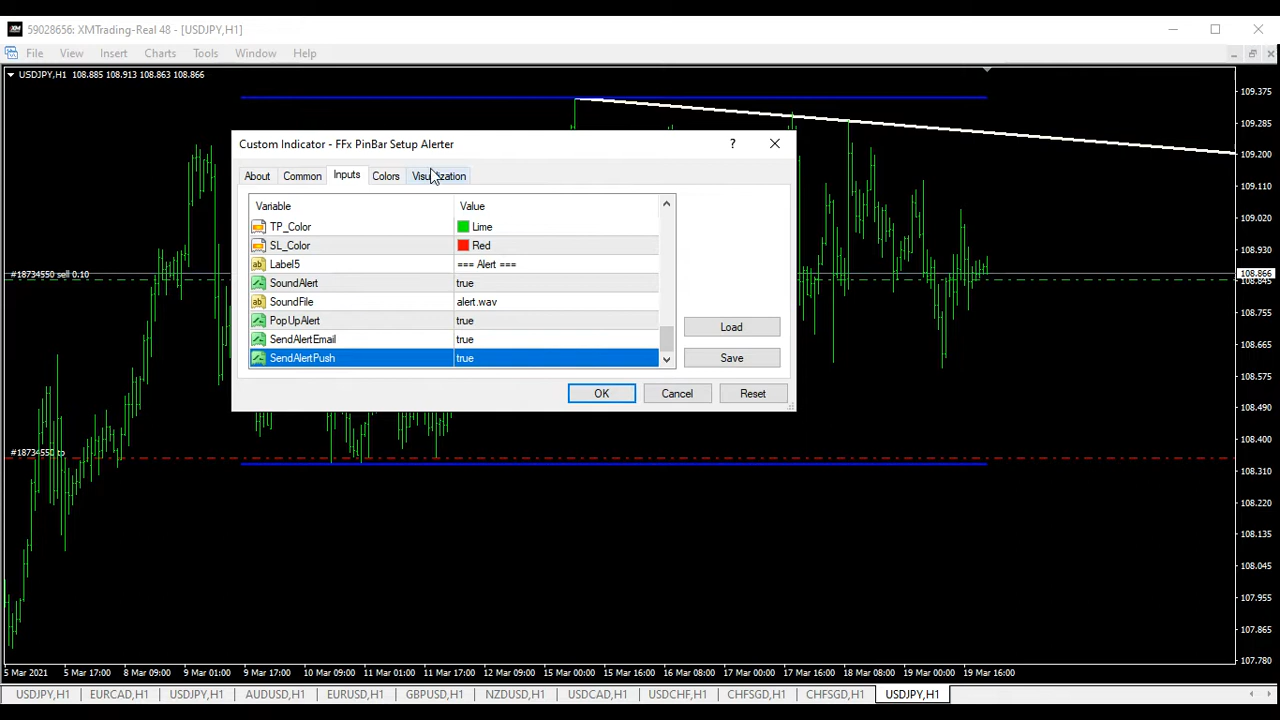 59028656: XMTrading-Real 48 - [USDJPY,H1]
File View Insert Charts Tools Window Help
USDJPY,H1 108.885 108.913 108.863 108.866
Custom Indicator - FFx PinBar Setup Alerter
About Common Inputs Colors Visualization
Variable Value
TP_Color Lime
SL_Color Red
Label5 === Alert ===
SoundAlert true
SoundFile alert.wav
PopUpAlert true
SendAlertEmail true
SendAlertPush true
Load
Save
OK Cancel Reset
#18734550 sell 0.10
#18734550 tp
109.375
109.285
109.200
109.110
109.020
108.930
108.866
108.845
108.755
108.665
108.575
108.490
108.400
108.310
108.220
108.135
108.045
107.955
107.865
107.780
5 Mar 2021 5 Mar 17:00 8 Mar 09:00 9 Mar 01:00 9 Mar 17:00 10 Mar 09:00 11 Mar 01:00 11 Mar 17:00 12 Mar 09:00 15 Mar 00:00 15 Mar 16:00 16 Mar 08:00 17 Mar 00:00 17 Mar 16:00 18 Mar 08:00 19 Mar 00:00 19 Mar 16:00
USDJPY,H1 EURCAD,H1 USDJPY,H1 AUDUSD,H1 EURUSD,H1 GBPUSD,H1 NZDUSD,H1 USDCAD,H1 USDCHF,H1 CHFSGD,H1 CHFSGD,H1 USDJPY,H1